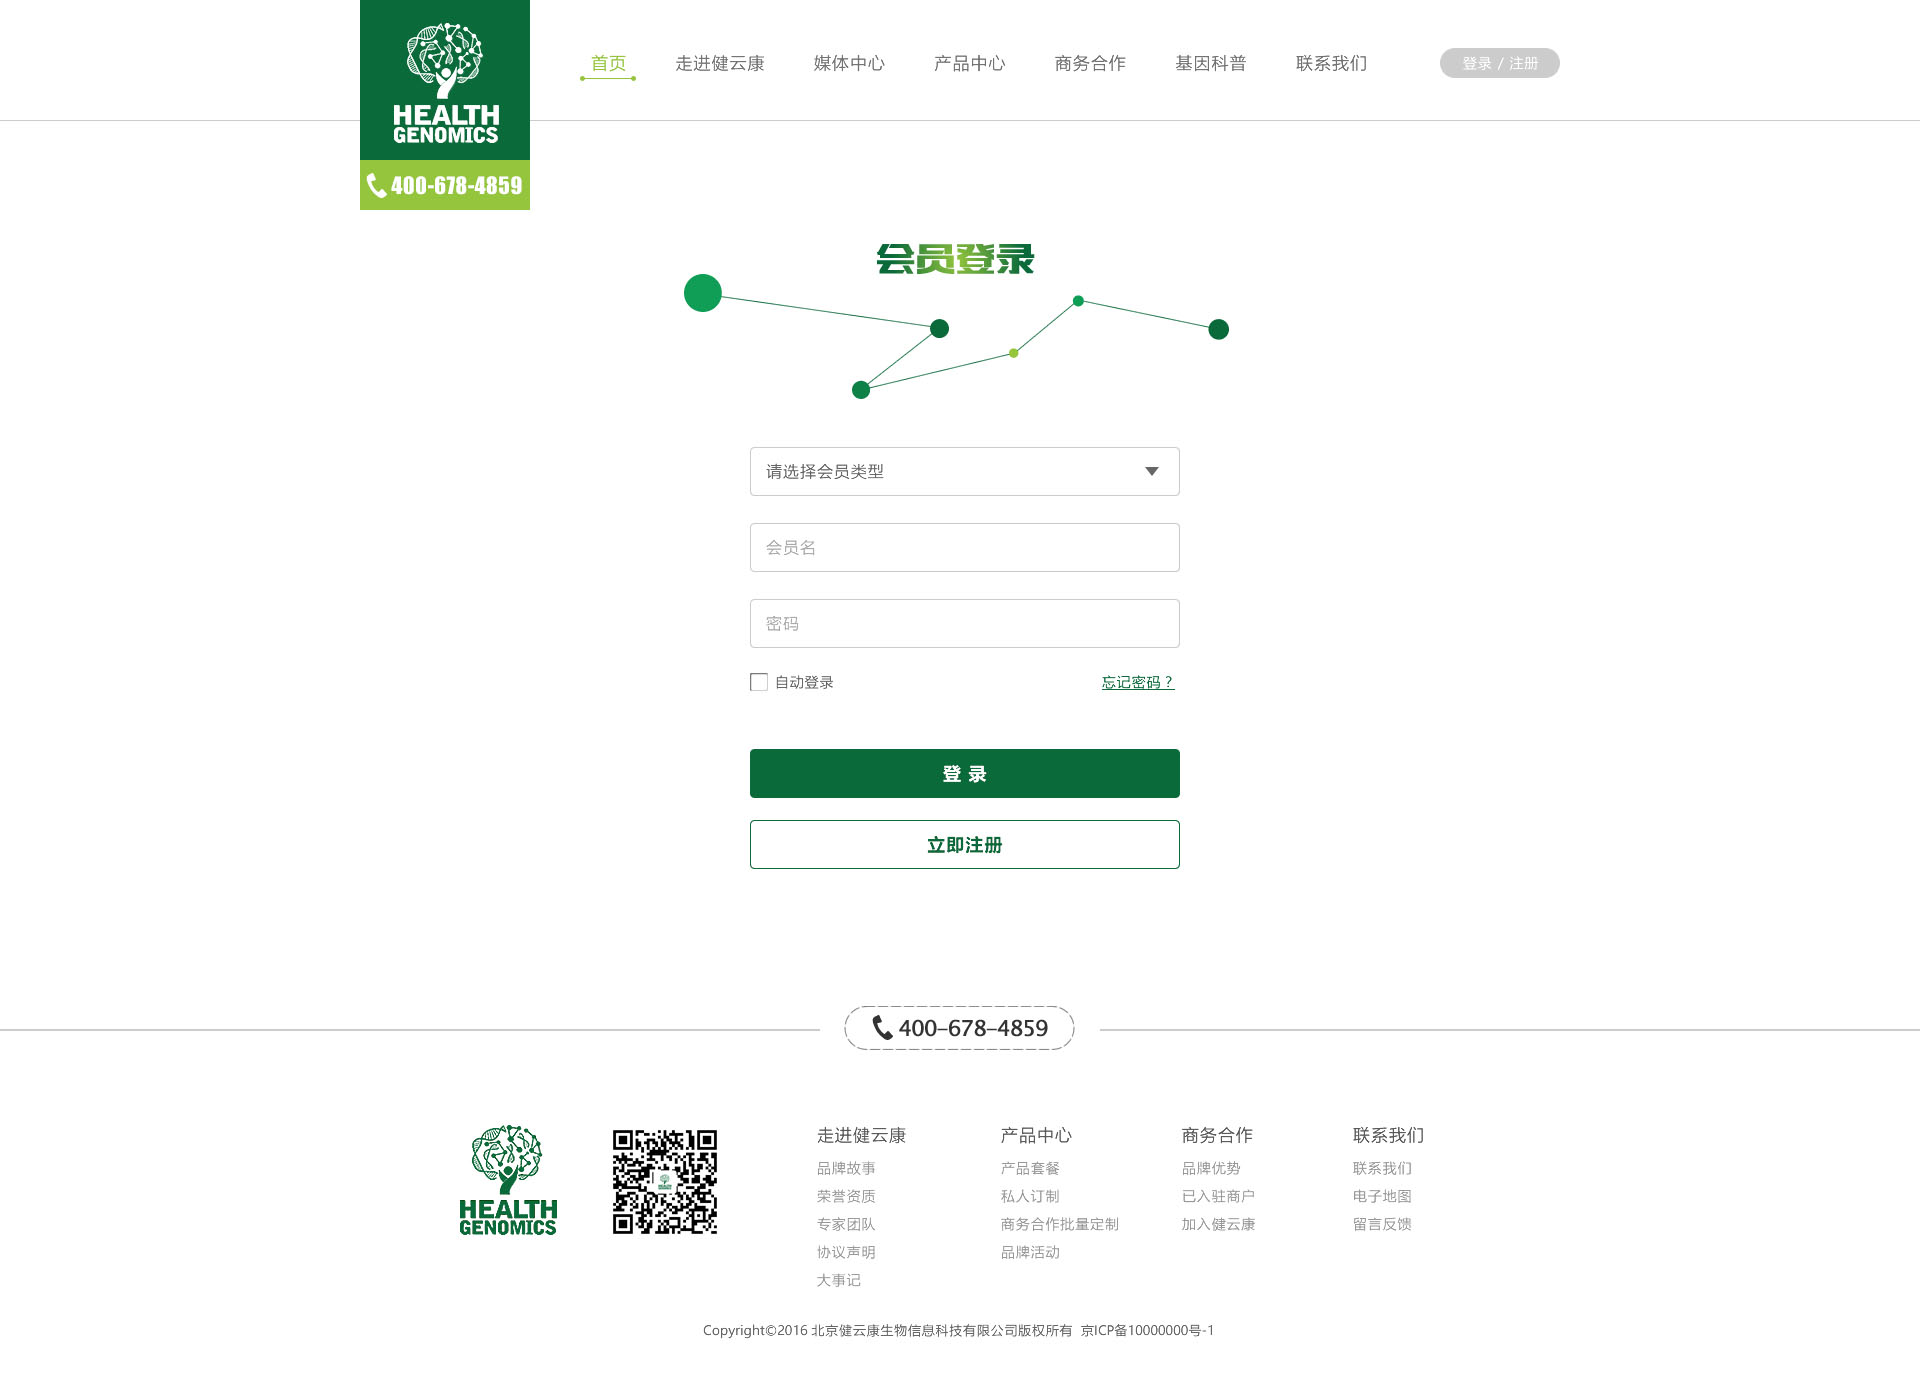 HEALTH
GENOMICS
400-678-4859
首页 走进健云康 媒体中心 产品中心 商务合作 基因科普 联系我们 登录 / 注册
会员登录
请选择会员类型
会员名
密码
自动登录 忘记密码？
登 录
立即注册
400-678-4859
HEALTH
GENOMICS
走进健云康
品牌故事
荣誉资质
专家团队
协议声明
大事记
产品中心
产品套餐
私人订制
商务合作批量定制
品牌活动
商务合作
品牌优势
已入驻商户
加入健云康
联系我们
联系我们
电子地图
留言反馈
Copyright©2016 北京健云康生物信息科技有限公司版权所有 京ICP备10000000号-1